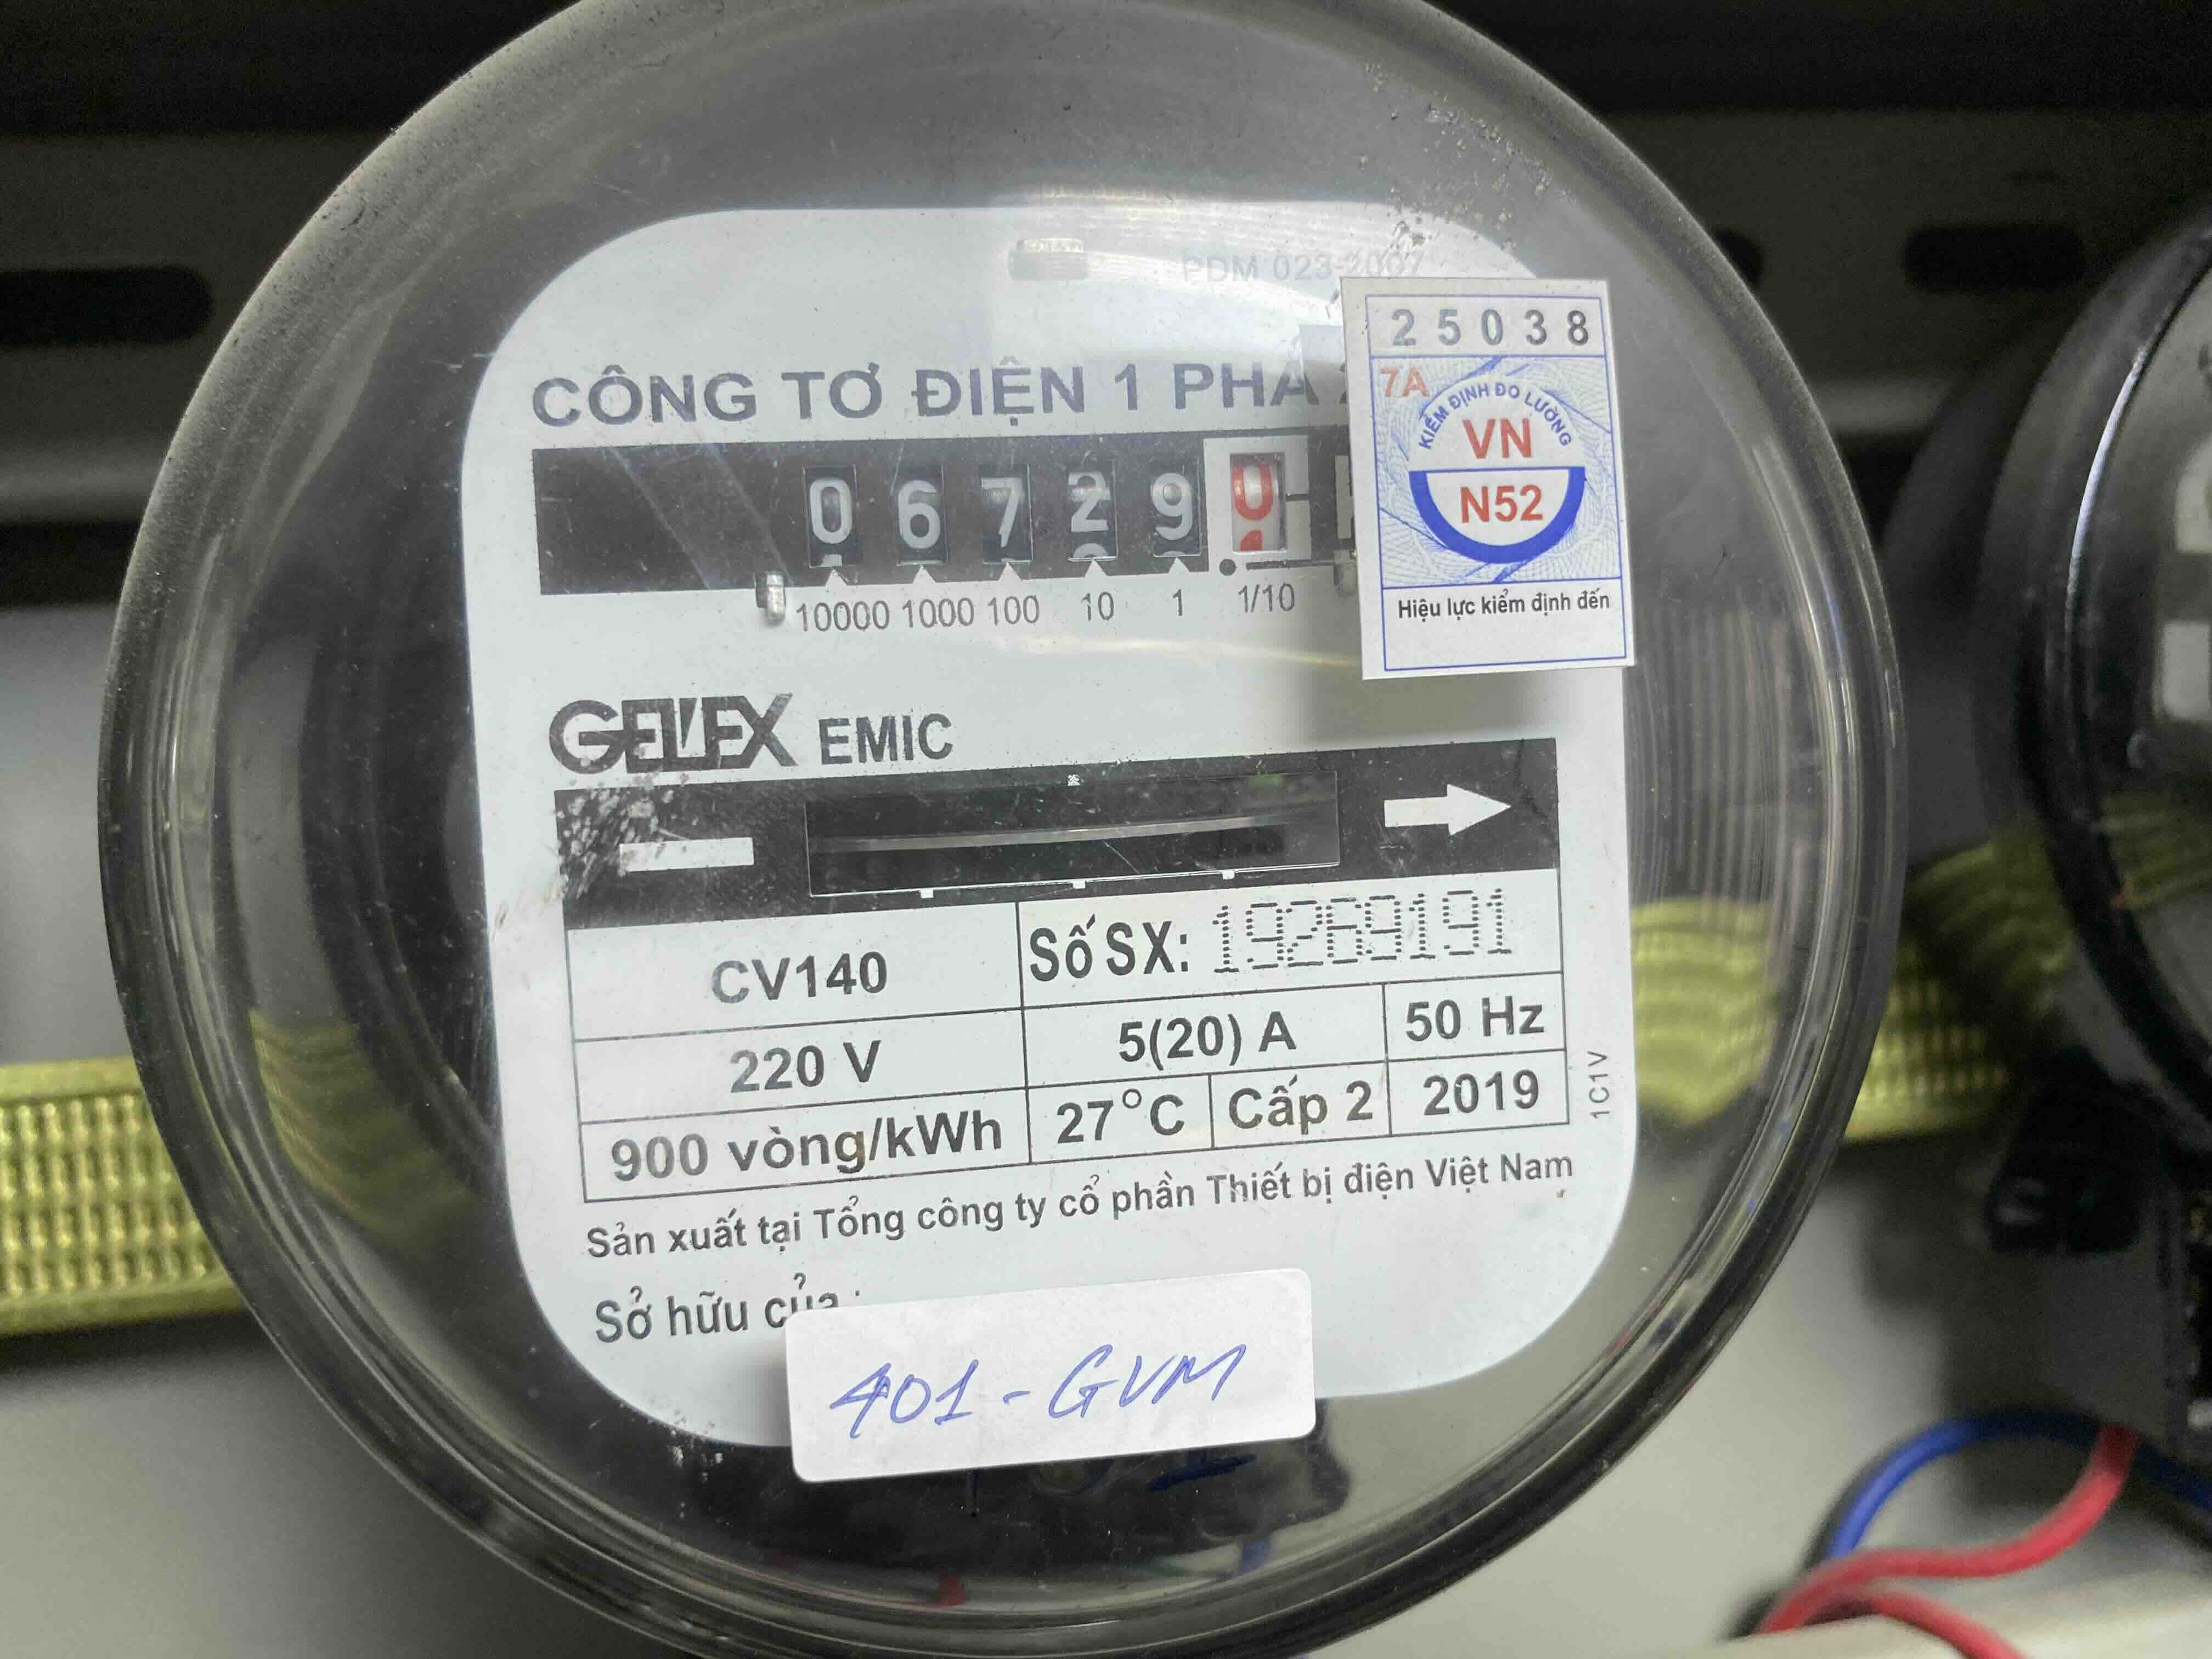 PDM 023-2007
25038
7A
KIỂM ĐỊNH ĐO LƯỜNG
VN
N52
Hiệu lực kiểm định đến
CÔNG TƠ ĐIỆN 1 PHA
0 6 7 2 9 0
10000 1000 100 10 1 1/10
GELEX EMIC
CV140 Số SX: 19269191
220 V 5(20) A 50 Hz
900 vòng/kWh 27°C Cấp 2 2019
1C1V
Sản xuất tại Tổng công ty cổ phần Thiết bị điện Việt Nam
Sở hữu của:
401 - GVM